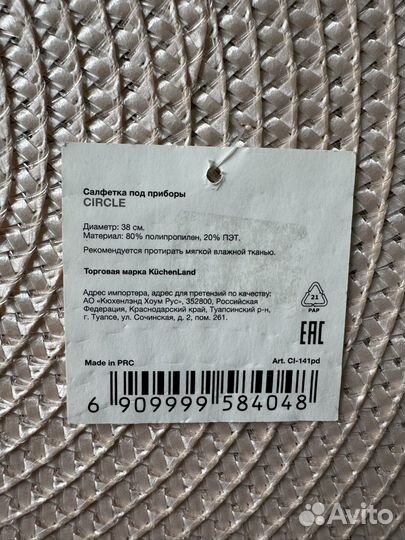 Салфетка под приборы
CIRCLE
Диаметр: 38 см.
Материал: 80% полипропилен, 20% ПЭТ.
Рекомендуется протирать мягкой влажной тканью.
Торговая марка KüchenLand
Адрес импортера, адрес для претензий по качеству:
АО «Кюхенлэнд Хоум Рус», 352800, Российская
Федерация, Краснодарский край, Туапсинский р-н,
г. Туапсе, ул. Сочинская, д. 2, пом. 261.
21
PAP
EAC
Made in PRC
Art. CI-141pd
6 909999 584048
Avito